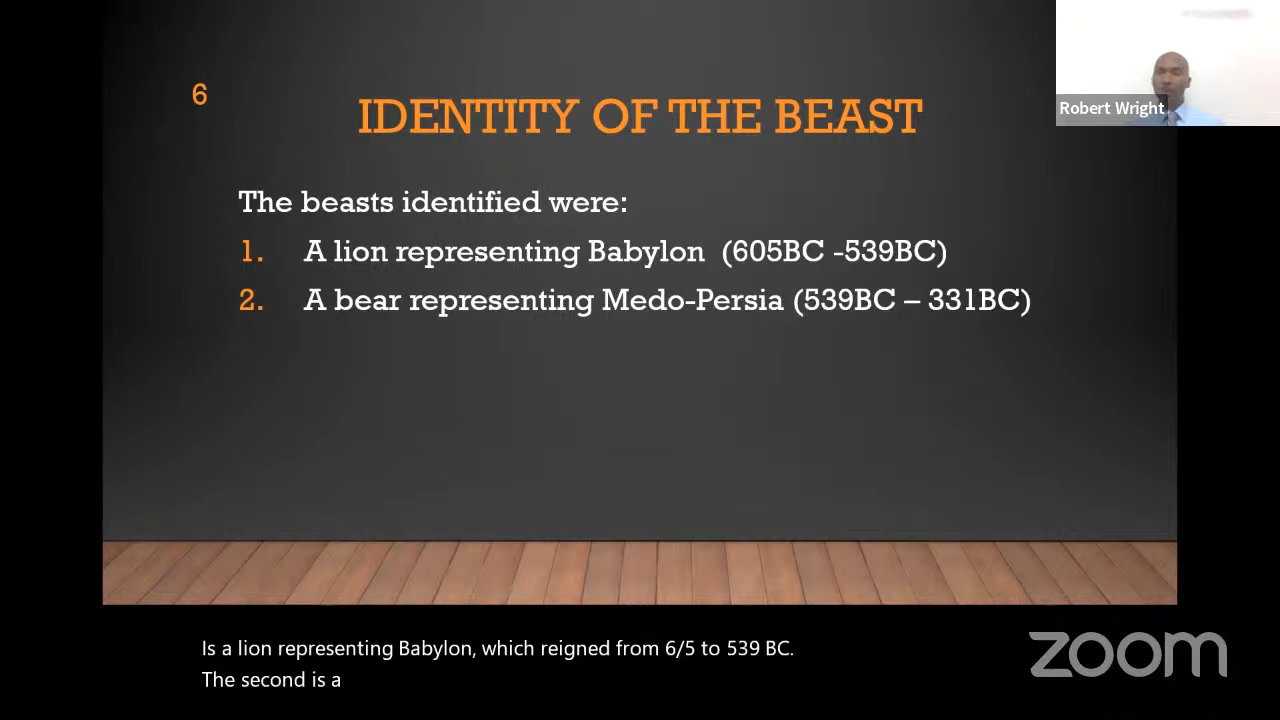 6
IDENTITY OF THE BEAST
Robert Wright
The beasts identified were:
1. A lion representing Babylon (605BC -539BC)
2. A bear representing Medo-Persia (539BC – 331BC)
Is a lion representing Babylon, which reigned from 6/5 to 539 BC.
The second is a
zoom